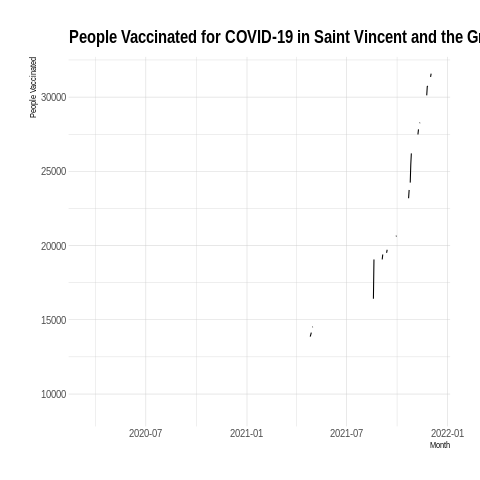 People Vaccinated for COVID-19 in Saint Vincent and the Gr
People Vaccinated
30000
25000
20000
15000
10000
2020-07 2021-01 2021-07 2022-01
Month